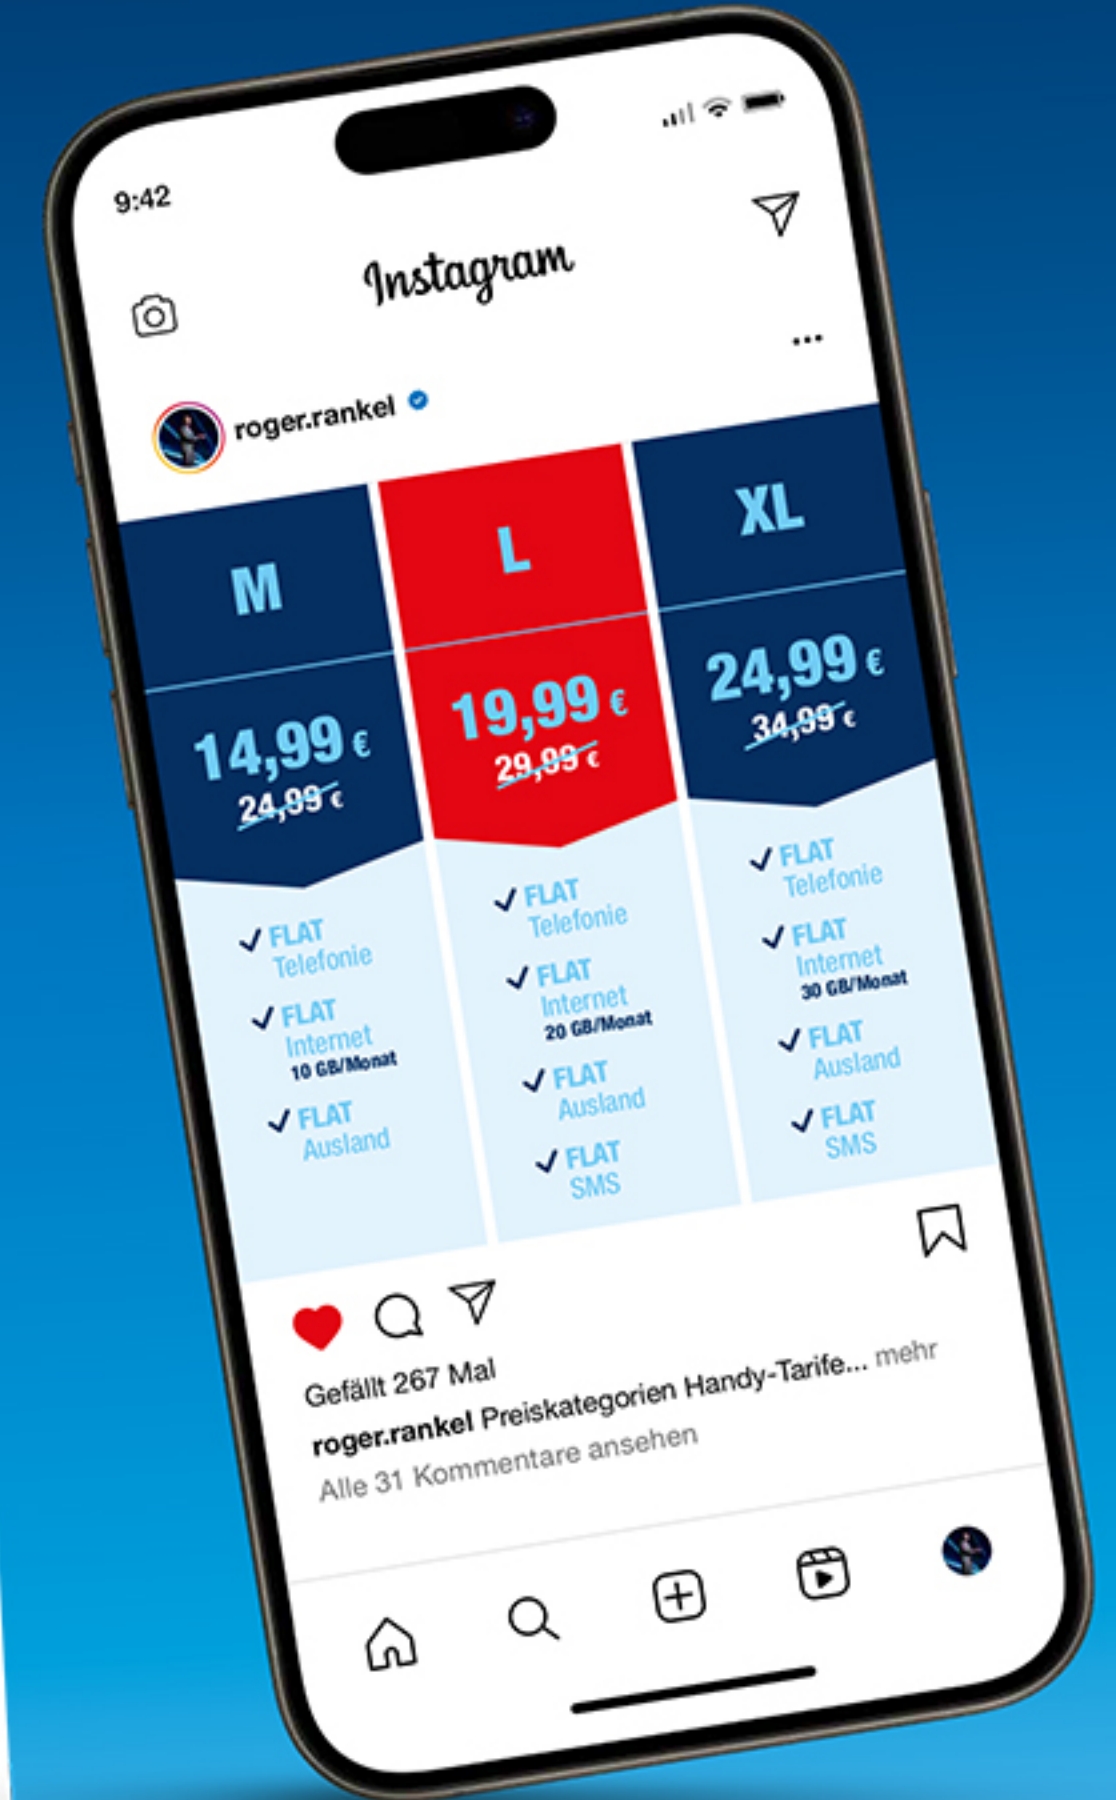 9:42
Instagram
...
roger.rankel
M
14,99 €
24,99 €
FLAT
Telefonie
FLAT
Internet
10 GB/Monat
FLAT
Ausland
L
19,99 €
29,99 €
FLAT
Telefonie
FLAT
Internet
20 GB/Monat
FLAT
Ausland
FLAT
SMS
XL
24,99 €
34,99 €
FLAT
Telefonie
FLAT
Internet
30 GB/Monat
FLAT
Ausland
FLAT
SMS
Gefällt 267 Mal
roger.rankel Preiskategorien Handy-Tarife... mehr
Alle 31 Kommentare ansehen